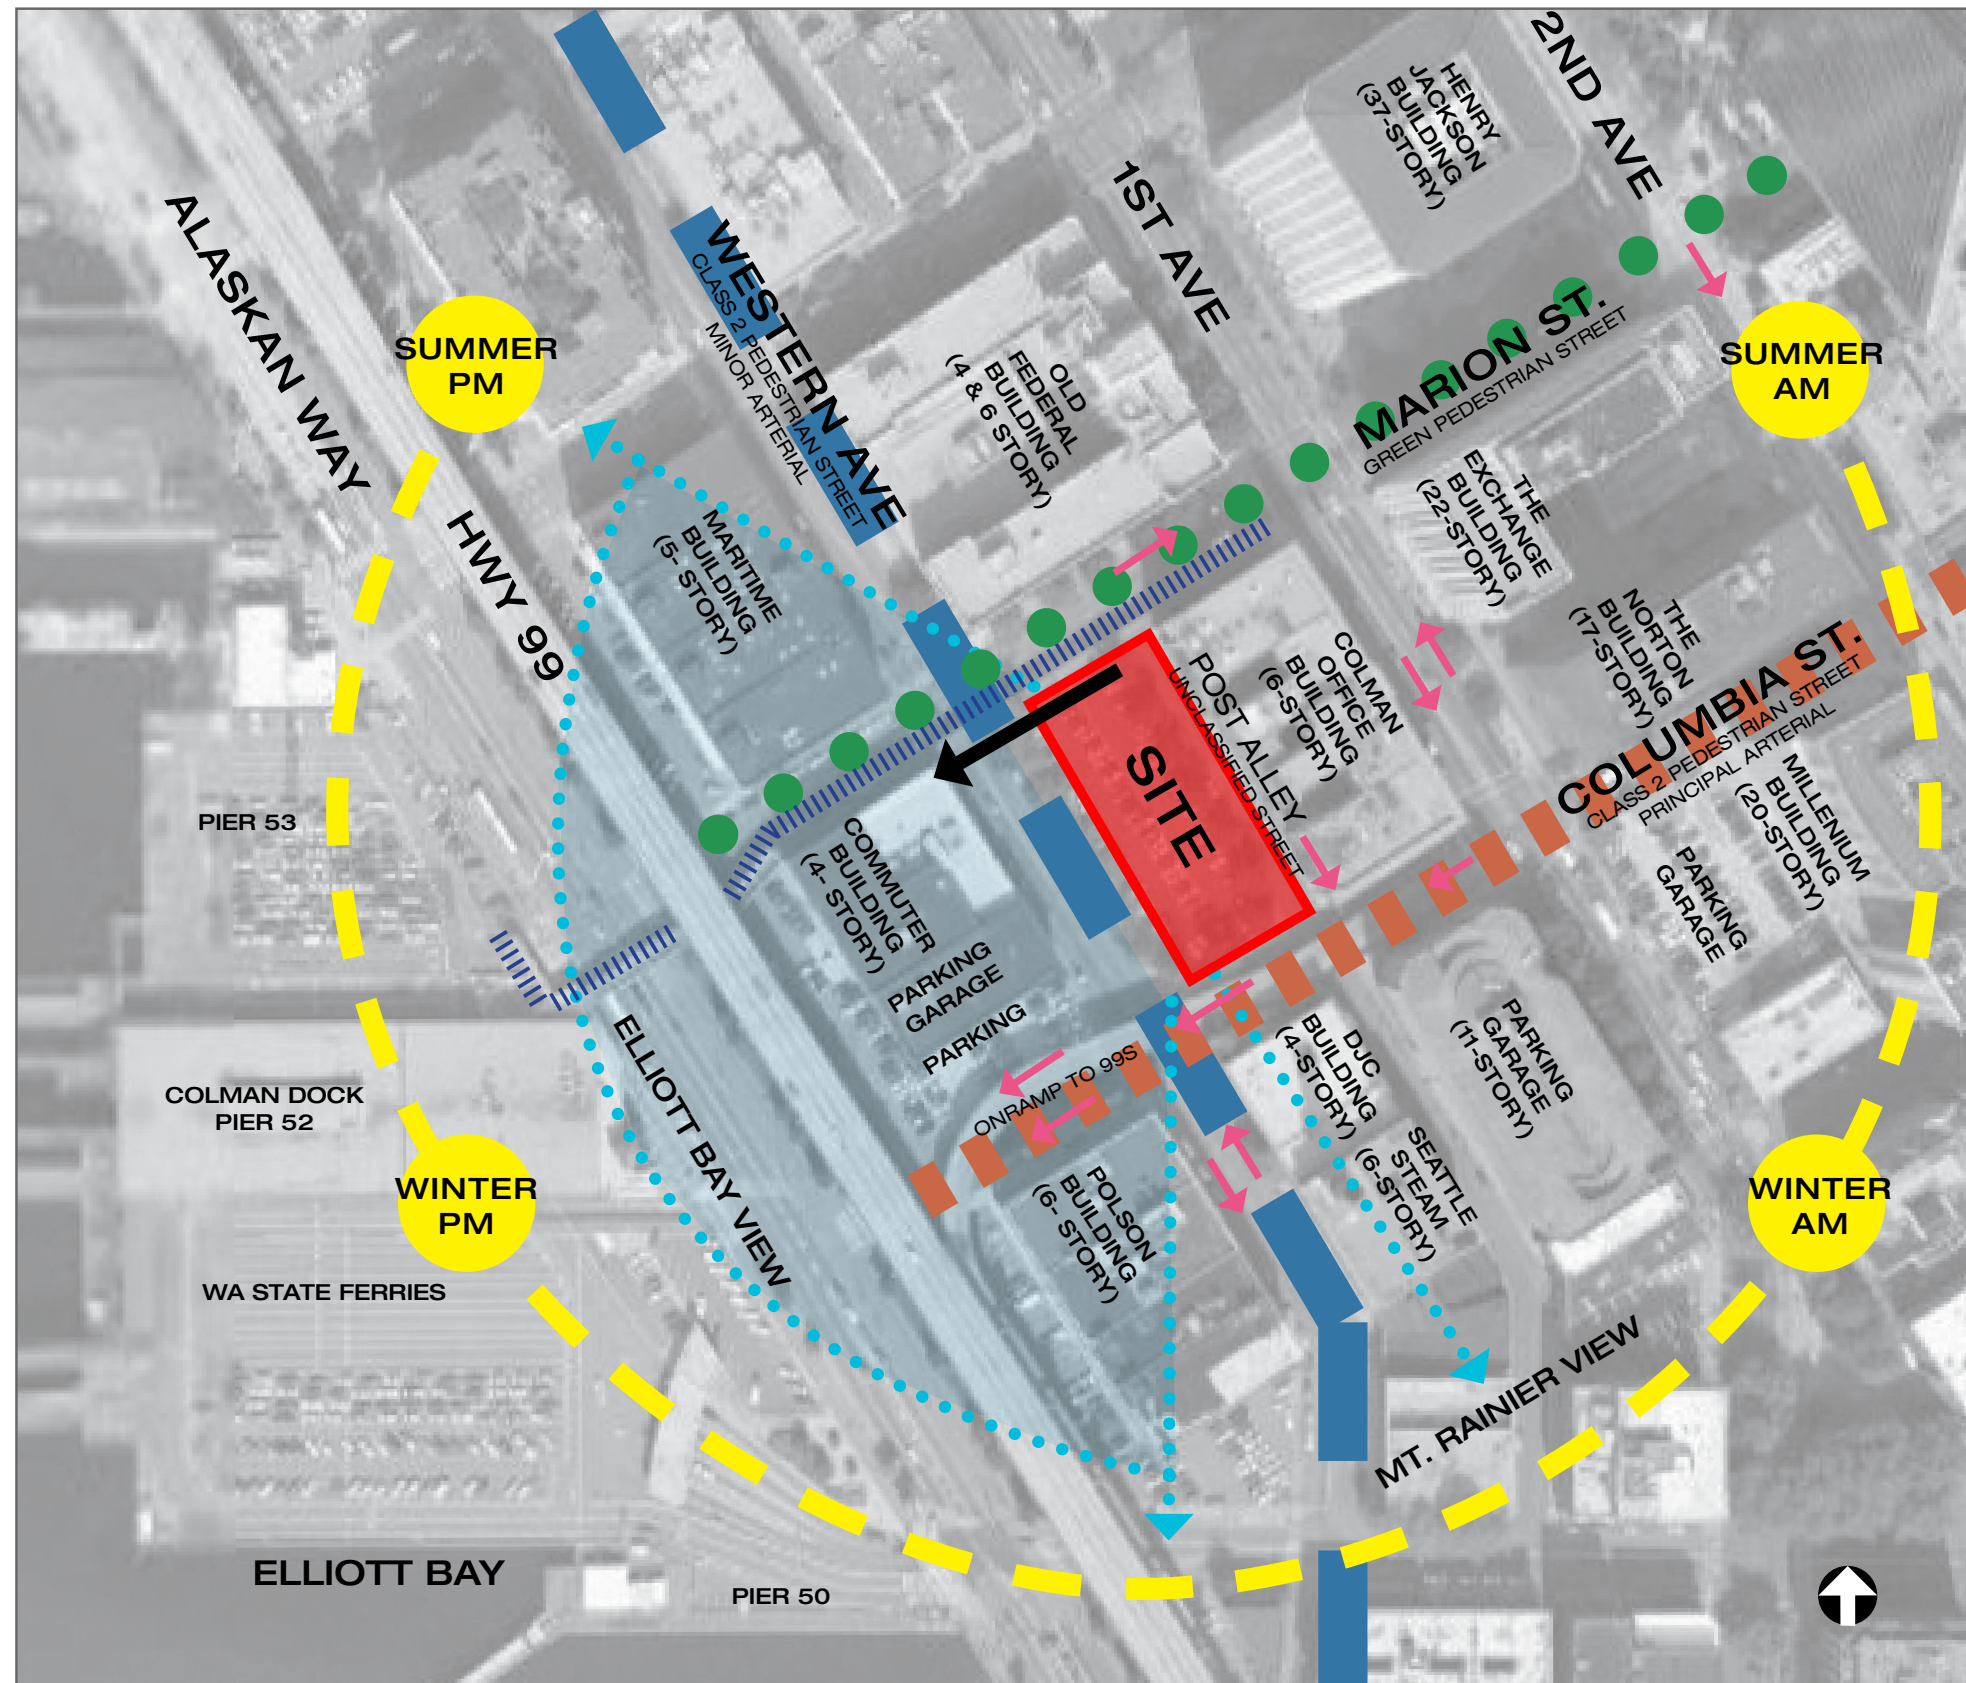 2ND AVE
HENRY
JACKSON
BUILDING
(37-STORY)
1ST AVE
ALASKAN WAY
WESTERN AVE
CLASS 2 PEDESTRIAN STREET
MINOR ARTERIAL
SUMMER
PM
OLD
FEDERAL
BUILDING
(4 & 6 STORY)
MARION ST.
GREEN PEDESTRIAN STREET
SUMMER
AM
HWY 99
MARITIME
BUILDING
(5- STORY)
THE
EXCHANGE
BUILDING
(22-STORY)
THE
NORTON
BUILDING
(17-STORY)
COLMAN
OFFICE
BUILDING
(6-STORY)
POST ALLEY
UNCLASSIFIED STREET
SITE
COLUMBIA ST.
CLASS 2 PEDESTRIAN STREET
PRINCIPAL ARTERIAL
MILLENIUM
BUILDING
(20-STORY)
PARKING
GARAGE
PIER 53
COMMUTER
BUILDING
(4- STORY)
PARKING
GARAGE
PARKING
ONRAMP TO 99S
ELLIOTT BAY VIEW
DJC
BUILDING
(4-STORY)
PARKING
GARAGE
(11-STORY)
COLMAN DOCK
PIER 52
SEATTLE
STEAM
(6-STORY)
POLSON
BUILDING
(6- STORY)
WINTER
PM
WINTER
AM
WA STATE FERRIES
MT. RAINIER VIEW
ELLIOTT BAY
PIER 50